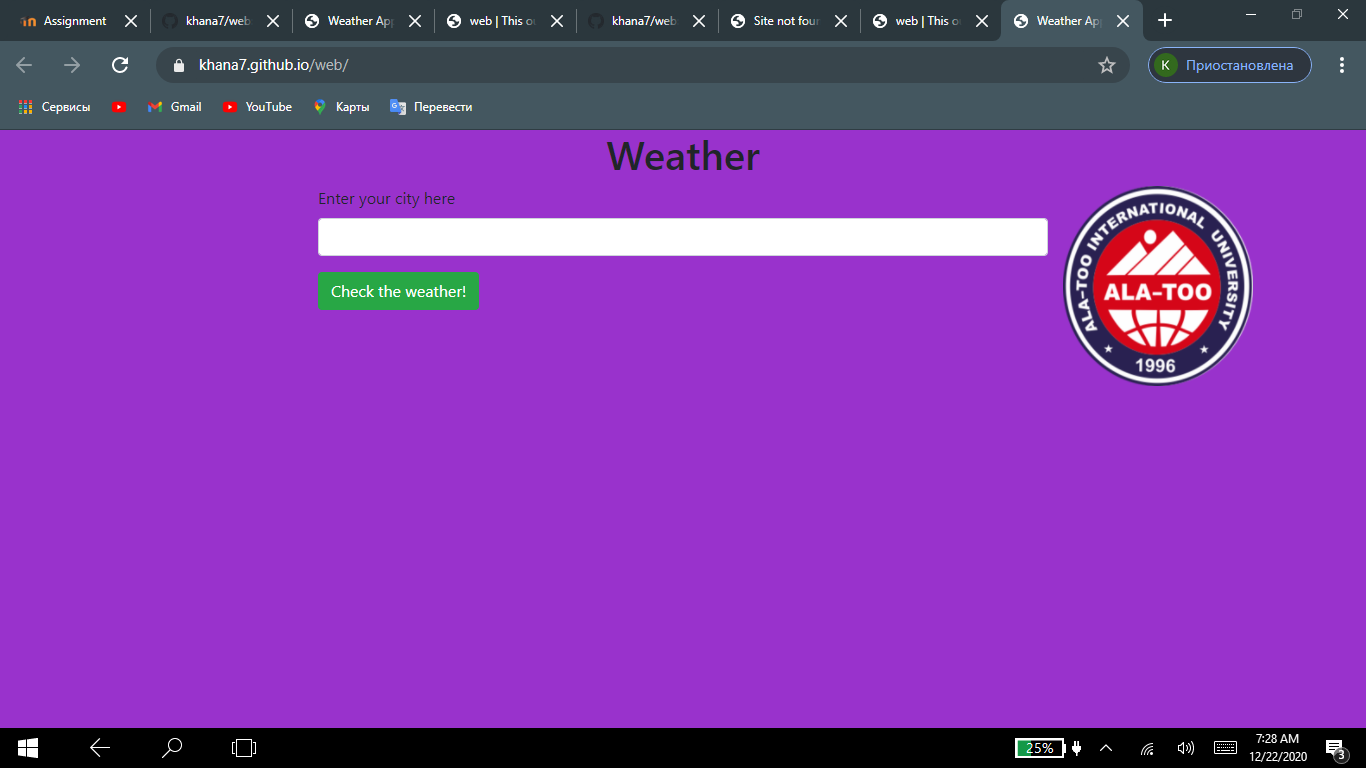 Assignment
khana7/web
Weather App
web | This ou
khana7/web
Site not foun
web | This ou
Weather App
khana7.github.io/web/
K
Приостановлена
Сервисы
Gmail
YouTube
Карты
Перевести
Weather
Enter your city here
Check the weather!
ALA-TOO INTERNATIONAL UNIVERSITY
ALA-TOO
1996
25%
7:28 AM
12/22/2020
3